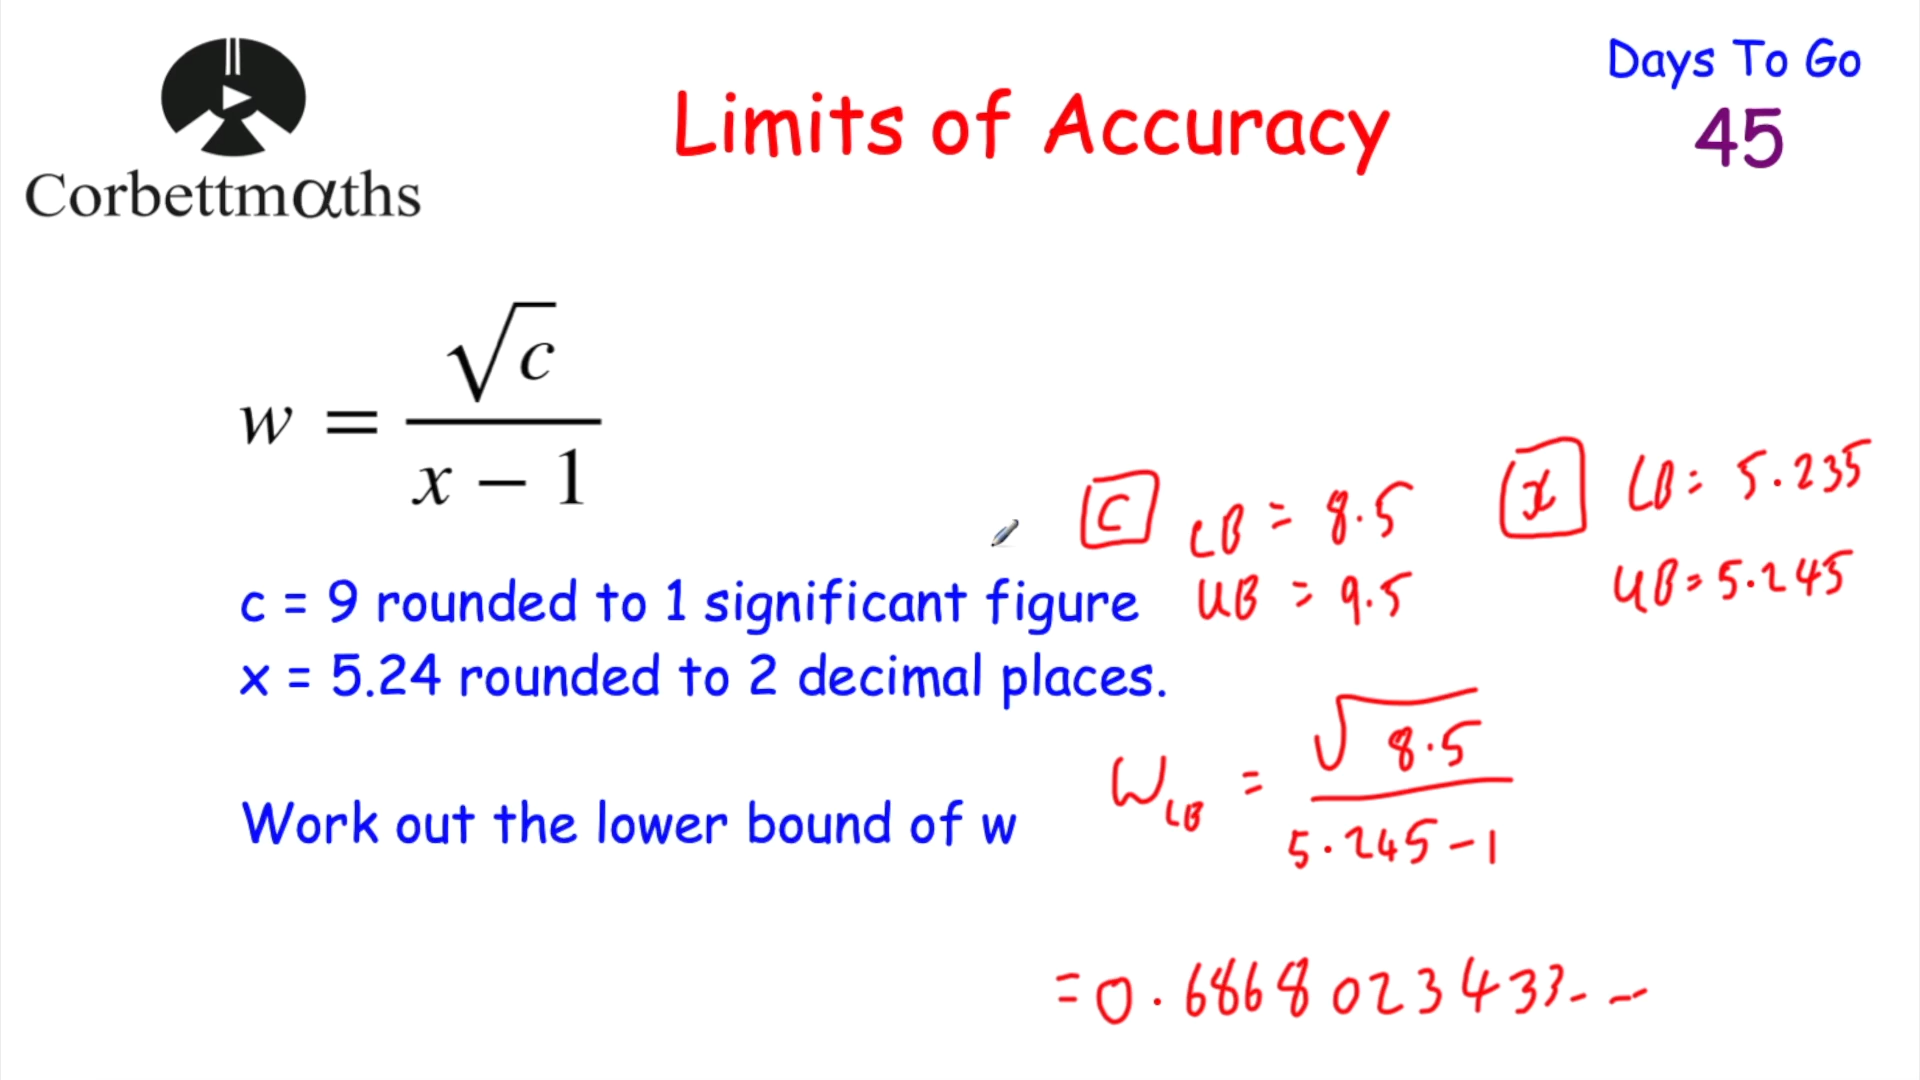 Days To Go
45
Limits of Accuracy
Corbettmαths
w = √c / x − 1
c = 9 rounded to 1 significant figure
x = 5.24 rounded to 2 decimal places.
Work out the lower bound of w
c LB = 8.5
UB = 9.5
x LB = 5.235
UB = 5.245
W_LB = √8.5 / 5.245 - 1
= 0.6868023433...